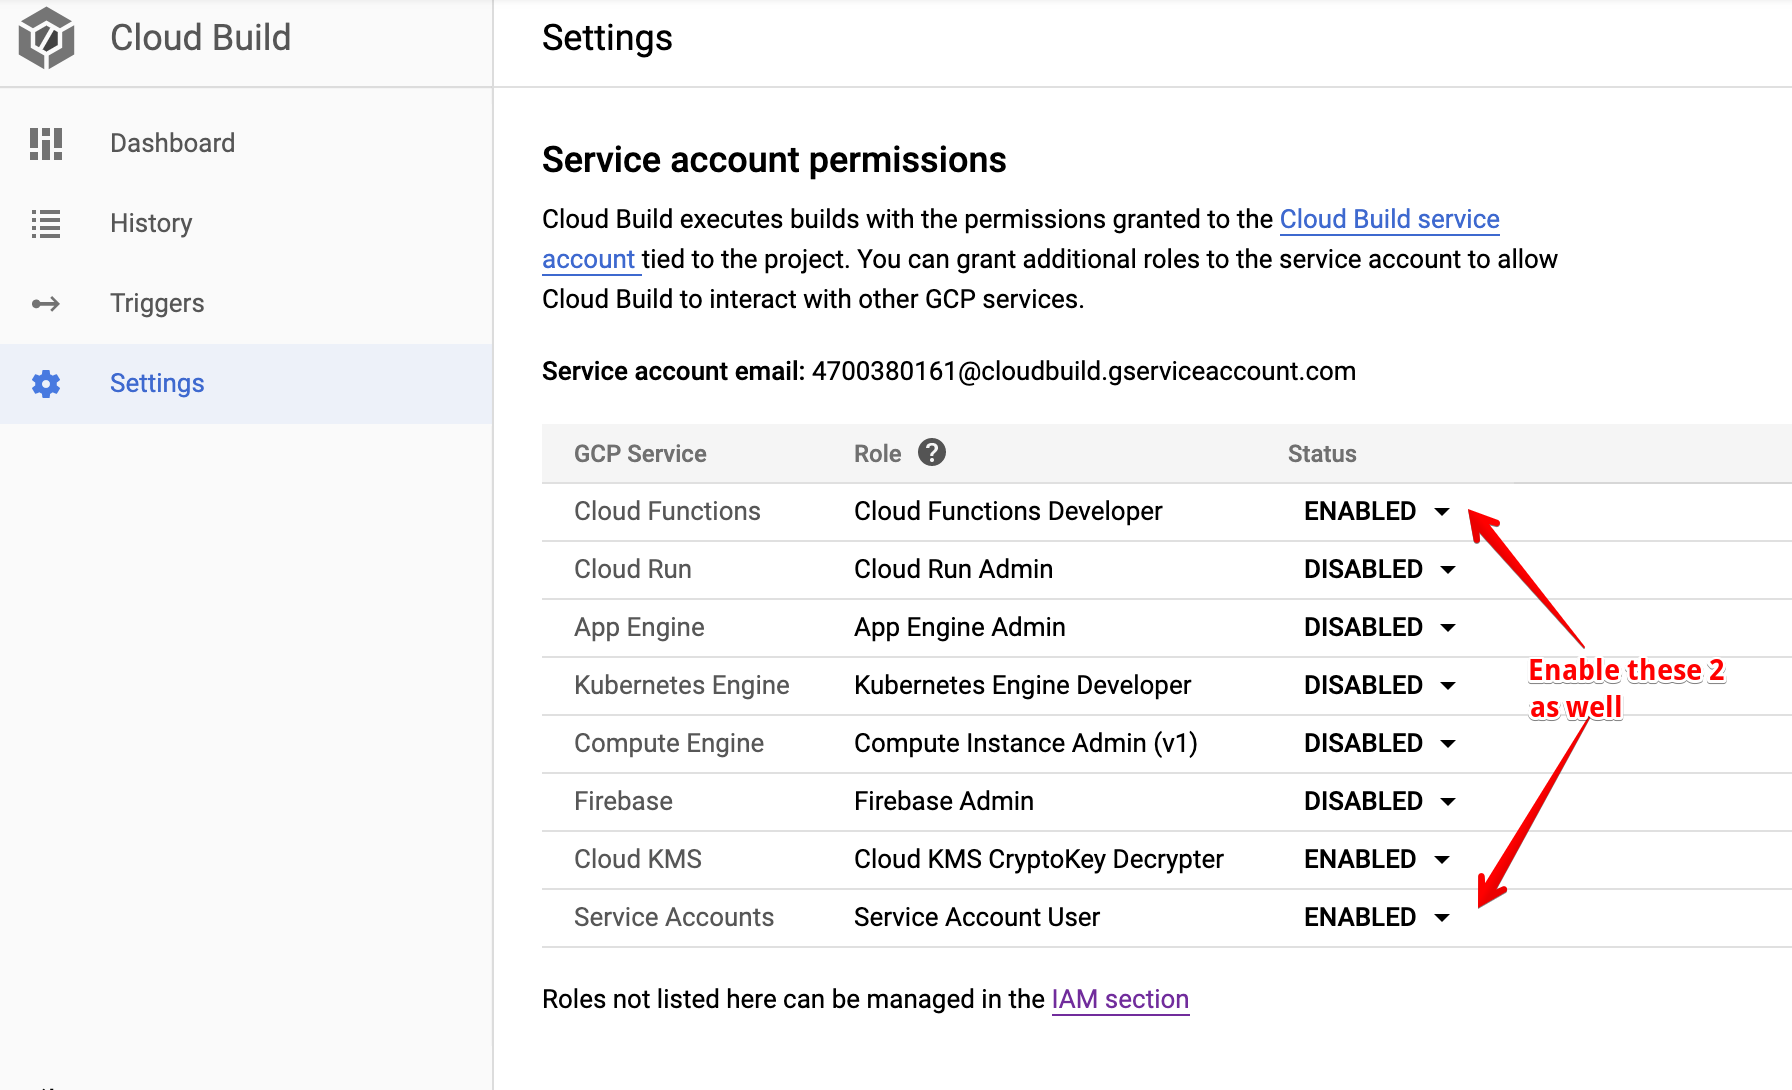 Cloud Build
Settings
Dashboard
History
Triggers
Settings
Service account permissions
Cloud Build executes builds with the permissions granted to the Cloud Build service
account tied to the project. You can grant additional roles to the service account to allow
Cloud Build to interact with other GCP services.
Service account email: 4700380161@cloudbuild.gserviceaccount.com
GCP Service Role ? Status
Cloud Functions Cloud Functions Developer ENABLED
Cloud Run Cloud Run Admin DISABLED
App Engine App Engine Admin DISABLED
Kubernetes Engine Kubernetes Engine Developer DISABLED
Compute Engine Compute Instance Admin (v1) DISABLED
Firebase Firebase Admin DISABLED
Cloud KMS Cloud KMS CryptoKey Decrypter ENABLED
Service Accounts Service Account User ENABLED
Enable these 2
as well
Roles not listed here can be managed in the IAM section